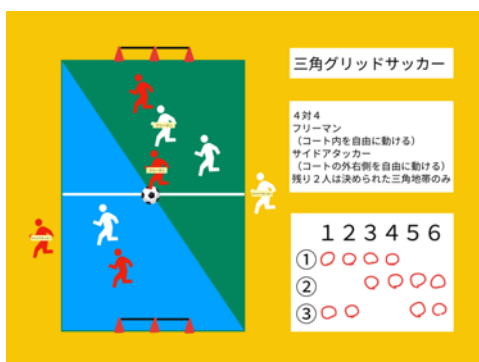 三角グリッドサッカー
4対4
フリーマン
（コート内を自由に動ける）
サイドアタッカー
（コートの外右側を自由に動ける）
残り2人は決められた三角地帯のみ
1 2 3 4 5 6
①○○○○
②○○○○
③○○ ○○